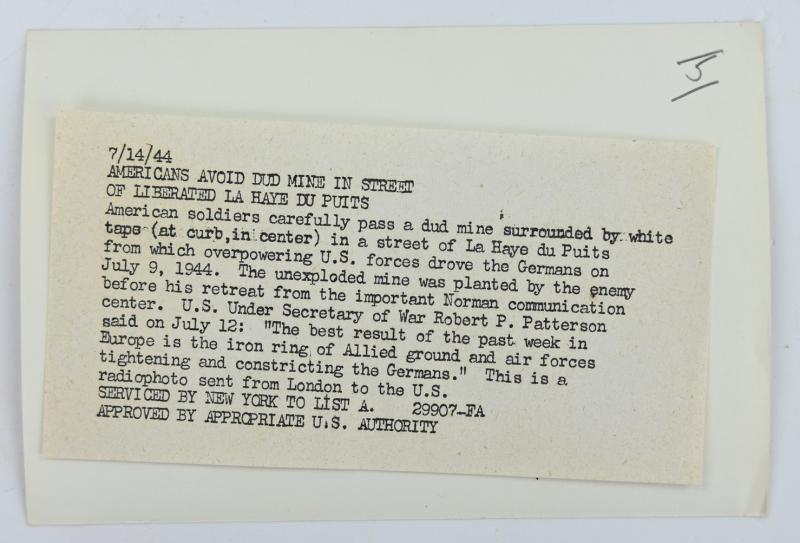 5
7/14/44
AMERICANS AVOID DUD MINE IN STREET
OF LIBERATED LA HAYE DU PUITS
American soldiers carefully pass a dud mine surrounded by white
taps (at curb, in center) in a street of La Haye du Puits
from which overpowering U.S. forces drove the Germans on
July 9, 1944. The unexploded mine was planted by the enemy
before his retreat from the important Norman communication
center. U.S. Under Secretary of War Robert P. Patterson
said on July 12: "The best result of the past week in
Europe is the iron ring of Allied ground and air forces
tightening and constricting the Germans." This is a
radiophoto sent from London to the U.S.
SERVICED BY NEW YORK TO LIST A. 29907-FA
APPROVED BY APPROPRIATE U.S. AUTHORITY